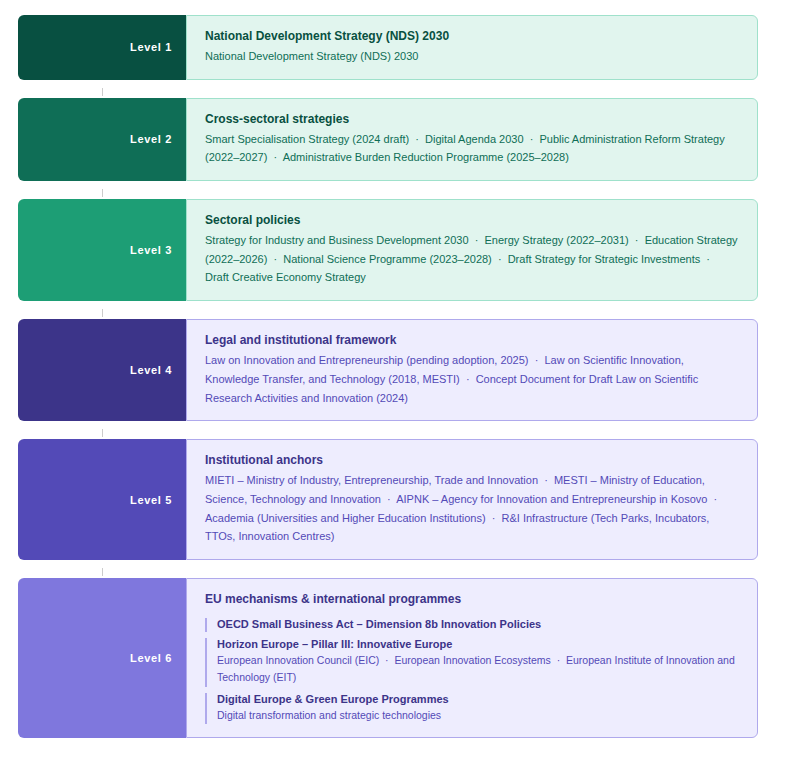 Level 1
National Development Strategy (NDS) 2030
National Development Strategy (NDS) 2030
Level 2
Cross-sectoral strategies
Smart Specialisation Strategy (2024 draft) · Digital Agenda 2030 · Public Administration Reform Strategy
(2022–2027) · Administrative Burden Reduction Programme (2025–2028)
Level 3
Sectoral policies
Strategy for Industry and Business Development 2030 · Energy Strategy (2022–2031) · Education Strategy
(2022–2026) · National Science Programme (2023–2028) · Draft Strategy for Strategic Investments ·
Draft Creative Economy Strategy
Level 4
Legal and institutional framework
Law on Innovation and Entrepreneurship (pending adoption, 2025) · Law on Scientific Innovation,
Knowledge Transfer, and Technology (2018, MESTI) · Concept Document for Draft Law on Scientific
Research Activities and Innovation (2024)
Level 5
Institutional anchors
MIETI – Ministry of Industry, Entrepreneurship, Trade and Innovation · MESTI – Ministry of Education,
Science, Technology and Innovation · AIPNK – Agency for Innovation and Entrepreneurship in Kosovo ·
Academia (Universities and Higher Education Institutions) · R&I Infrastructure (Tech Parks, Incubators,
TTOs, Innovation Centres)
Level 6
EU mechanisms & international programmes
OECD Small Business Act – Dimension 8b Innovation Policies
Horizon Europe – Pillar III: Innovative Europe
European Innovation Council (EIC) · European Innovation Ecosystems · European Institute of Innovation and
Technology (EIT)
Digital Europe & Green Europe Programmes
Digital transformation and strategic technologies